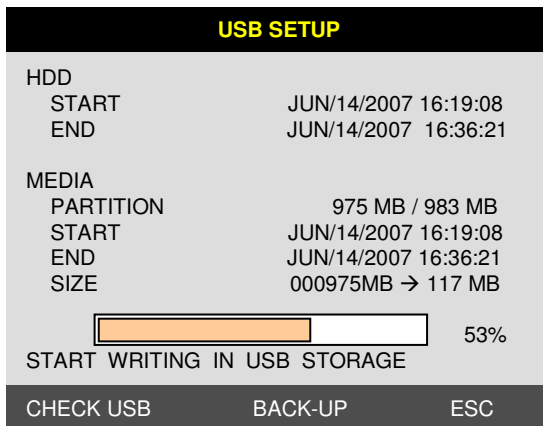 USB SETUP
HDD
START JUN/14/2007 16:19:08
END JUN/14/2007 16:36:21
MEDIA
PARTITION 975 MB / 983 MB
START JUN/14/2007 16:19:08
END JUN/14/2007 16:36:21
SIZE 000975MB → 117 MB
53%
START WRITING IN USB STORAGE
CHECK USB BACK-UP ESC